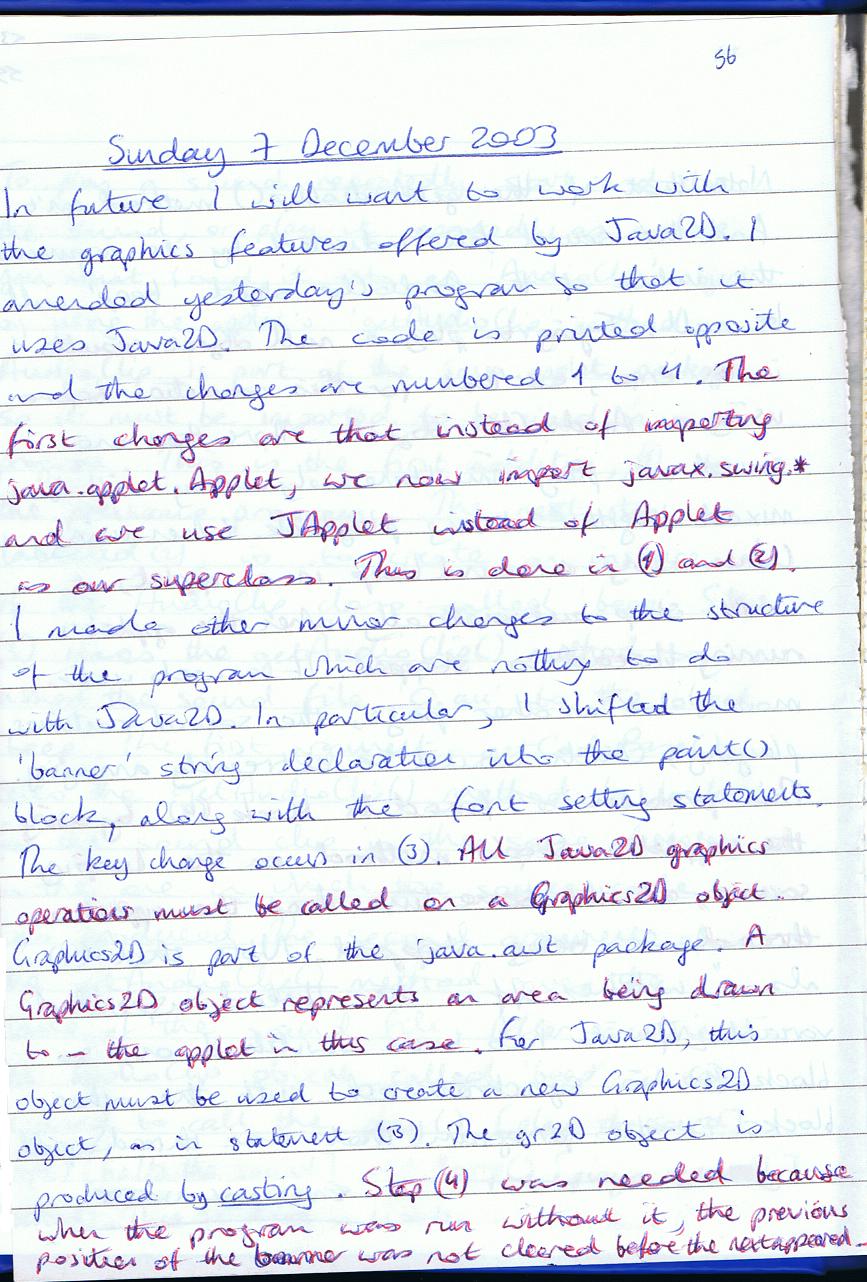 56
Sunday 7 December 2003
In future I will want to work with
the graphics features offered by Java2D. I
amended yesterday's program so that it
uses Java2D. The code is printed opposite
and the changes are numbered 1 to 4. The
first changes are that instead of importing
java.applet.Applet, we now import javax.swing.*
and we use JApplet instead of Applet
as our superclass. This is done in (1) and (2).
I made other minor changes to the structure
of the program which are nothing to do
with Java2D. In particular, I shifted the
'banner' string declaration into the paint()
block, along with the font setting statements.
The key change occurs in (3). All Java2D graphics
operations must be called on a Graphics2D object.
Graphics2D is part of the java.awt package. A
Graphics2D object represents an area being drawn
to – the applet in this case. For Java2D, this
object must be used to create a new Graphics2D
object, as in statement (3). The gr2D object is
produced by casting. Step (4) was needed because
when the program was run without it, the previous
position of the banner was not cleared before the next appeared.